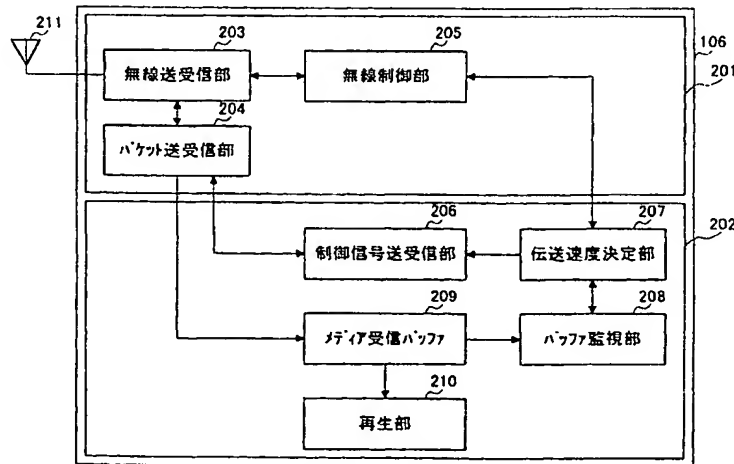 211
203
無線送受信部
205
無線制御部
106
201
204
パケット送受信部
206
制御信号送受信部
207
伝送速度決定部
202
209
メディア受信バッファ
208
バッファ監視部
210
再生部